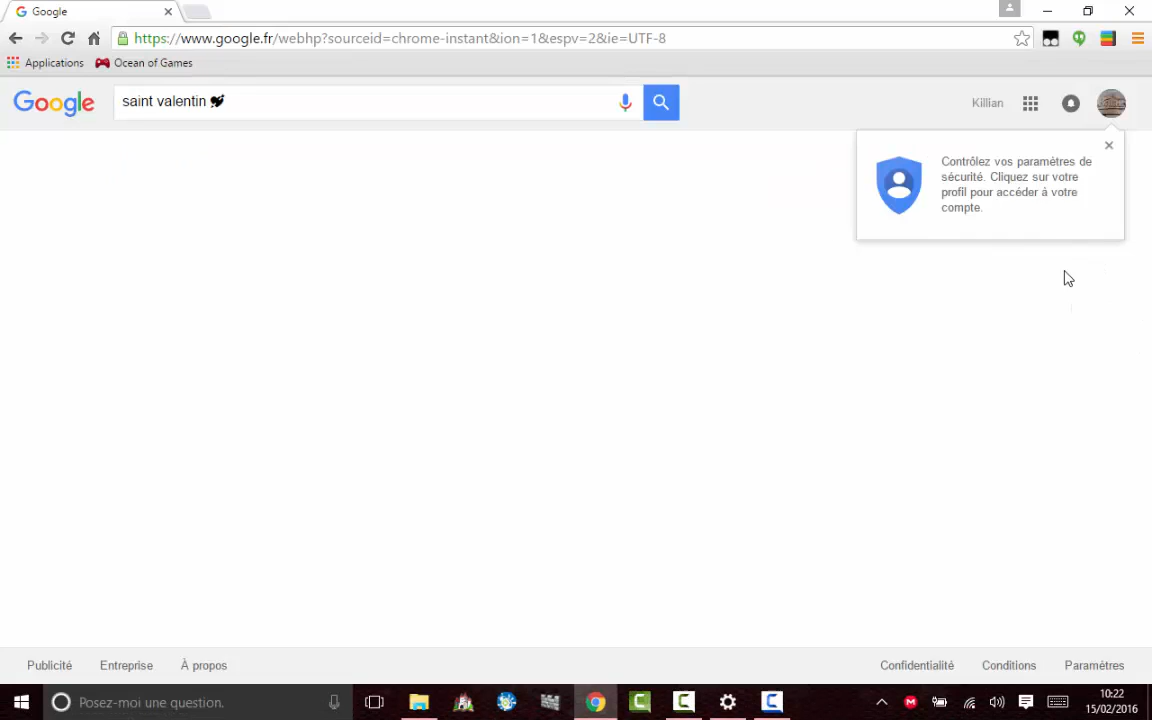 Google
https://www.google.fr/webhp?sourceid=chrome-instant&ion=1&espv=2&ie=UTF-8
Applications Ocean of Games
Google saint valentin 💘 Killian
Contrôlez vos paramètres de
sécurité. Cliquez sur votre
profil pour accéder à votre
compte.
Publicité Entreprise À propos Confidentialité Conditions Paramètres
Posez-moi une question.
10:22
15/02/2016